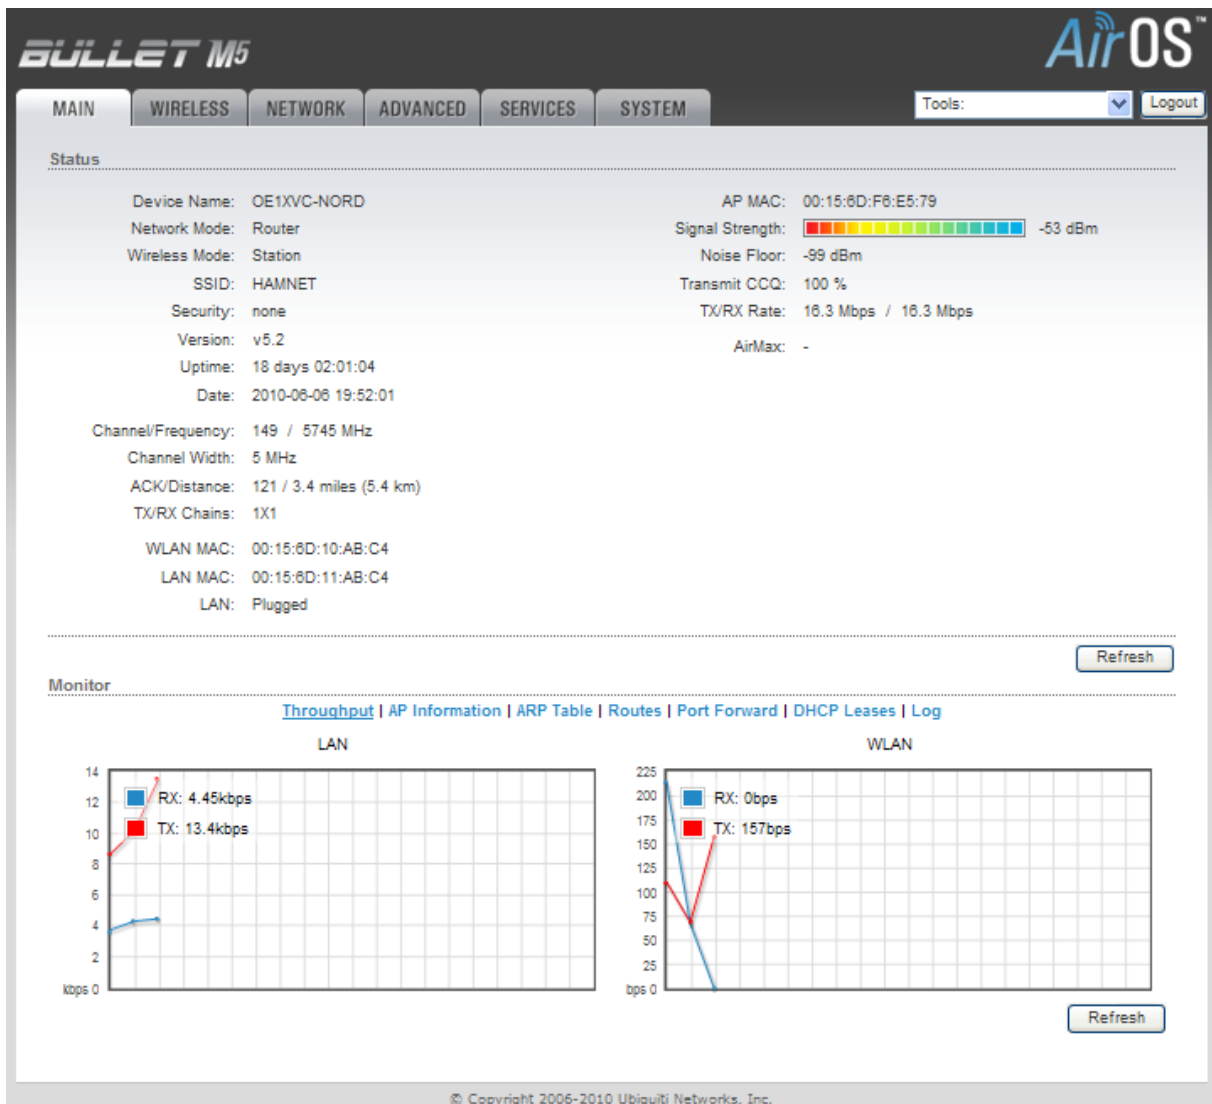 BULLET M5
AirOS™
MAIN WIRELESS NETWORK ADVANCED SERVICES SYSTEM Tools: Logout
Status
Device Name: OE1XVC-NORD
Network Mode: Router
Wireless Mode: Station
SSID: HAMNET
Security: none
Version: v5.2
Uptime: 18 days 02:01:04
Date: 2010-06-06 19:52:01
Channel/Frequency: 149 / 5745 MHz
Channel Width: 5 MHz
ACK/Distance: 121 / 3.4 miles (5.4 km)
TX/RX Chains: 1X1
WLAN MAC: 00:15:6D:10:AB:C4
LAN MAC: 00:15:6D:11:AB:C4
LAN: Plugged
AP MAC: 00:15:6D:F6:E5:79
Signal Strength: -53 dBm
Noise Floor: -99 dBm
Transmit CCQ: 100 %
TX/RX Rate: 16.3 Mbps / 16.3 Mbps
AirMax: -
Refresh
Monitor
Throughput | AP Information | ARP Table | Routes | Port Forward | DHCP Leases | Log
LAN
14
12
10
8
6
4
2
kbps 0
RX: 4.45kbps
TX: 13.4kbps
WLAN
225
200
175
150
125
100
75
50
25
bps 0
RX: 0bps
TX: 157bps
Refresh
© Copyright 2006-2010 Ubiquiti Networks, Inc.